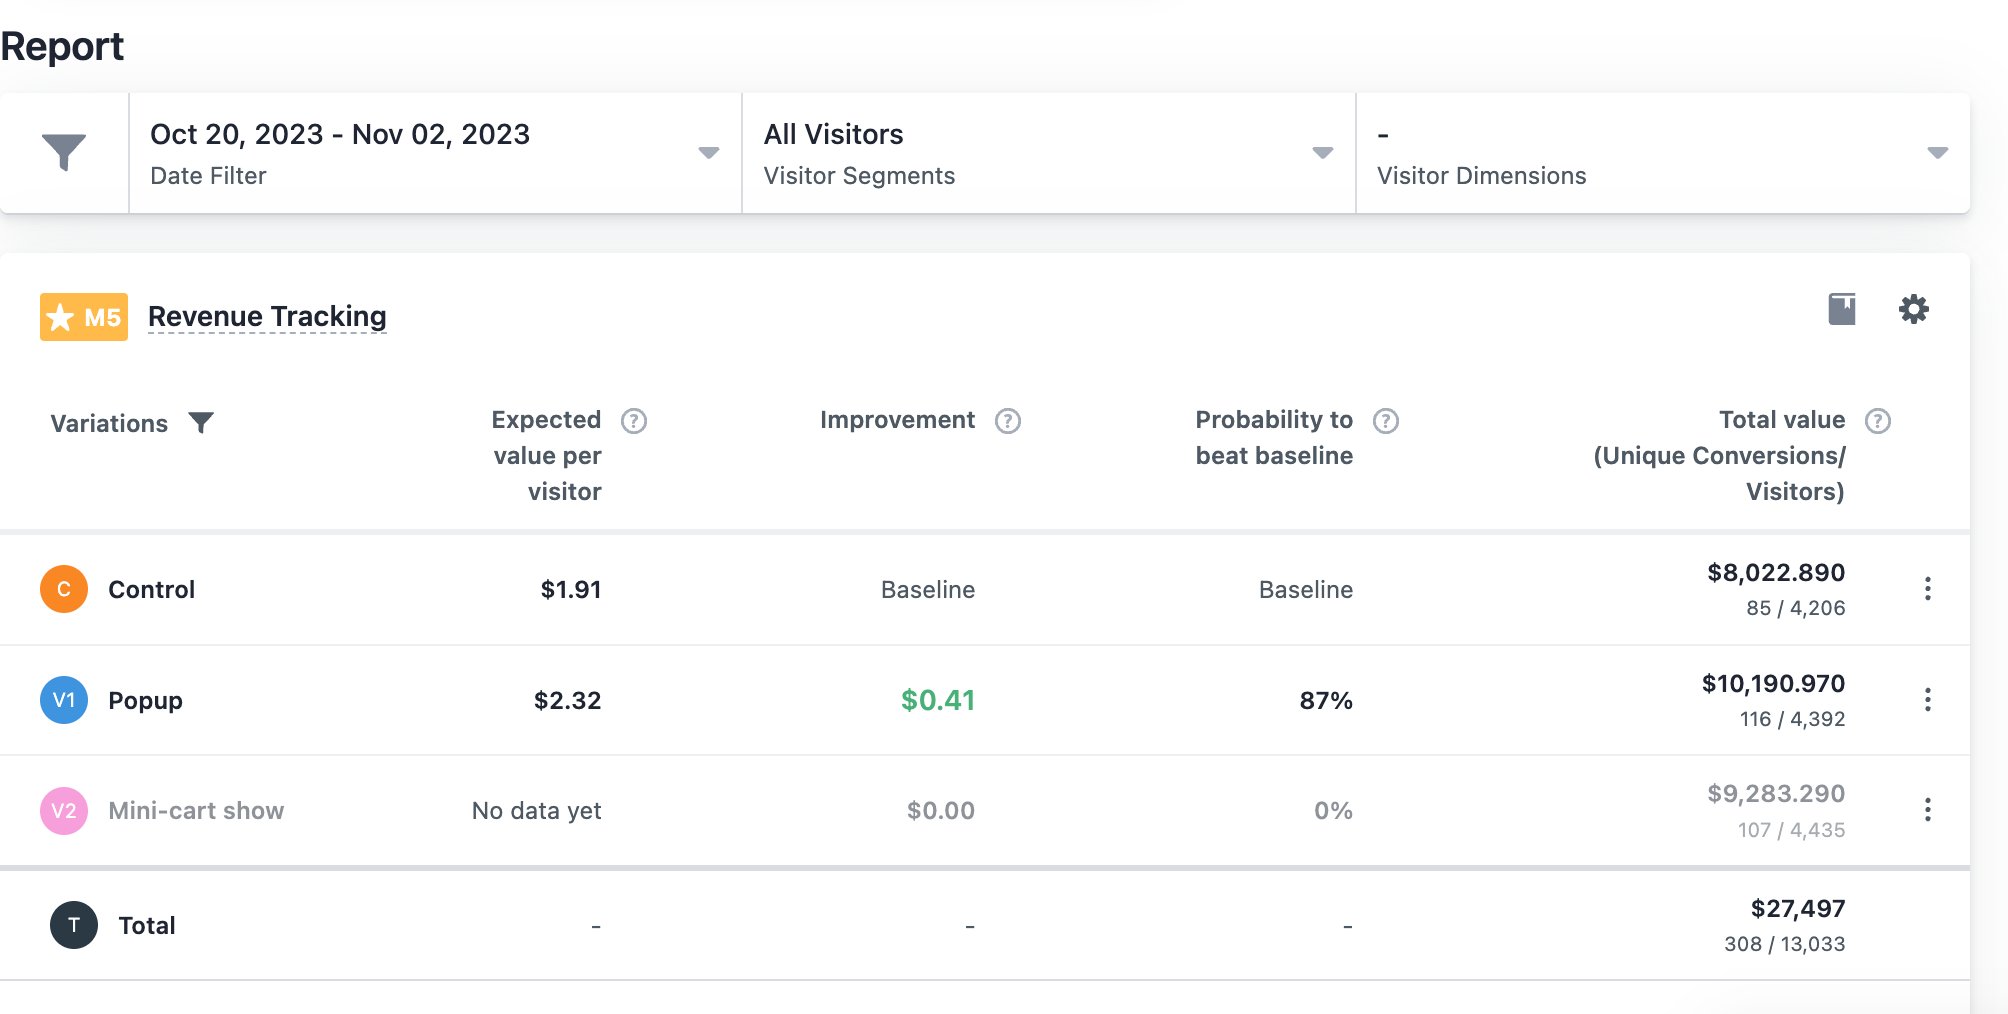 Report
Oct 20, 2023 - Nov 02, 2023
Date Filter
All Visitors
Visitor Segments
-
Visitor Dimensions
M5
Revenue Tracking
Variations
Expected
value per
visitor
?
Improvement
?
Probability to
beat baseline
?
Total value
(Unique Conversions/
Visitors)
?
C
Control
$1.91
Baseline
Baseline
$8,022.890
85 / 4,206
V1
Popup
$2.32
$0.41
87%
$10,190.970
116 / 4,392
V2
Mini-cart show
No data yet
$0.00
0%
$9,283.290
107 / 4,435
T
Total
-
-
-
$27,497
308 / 13,033